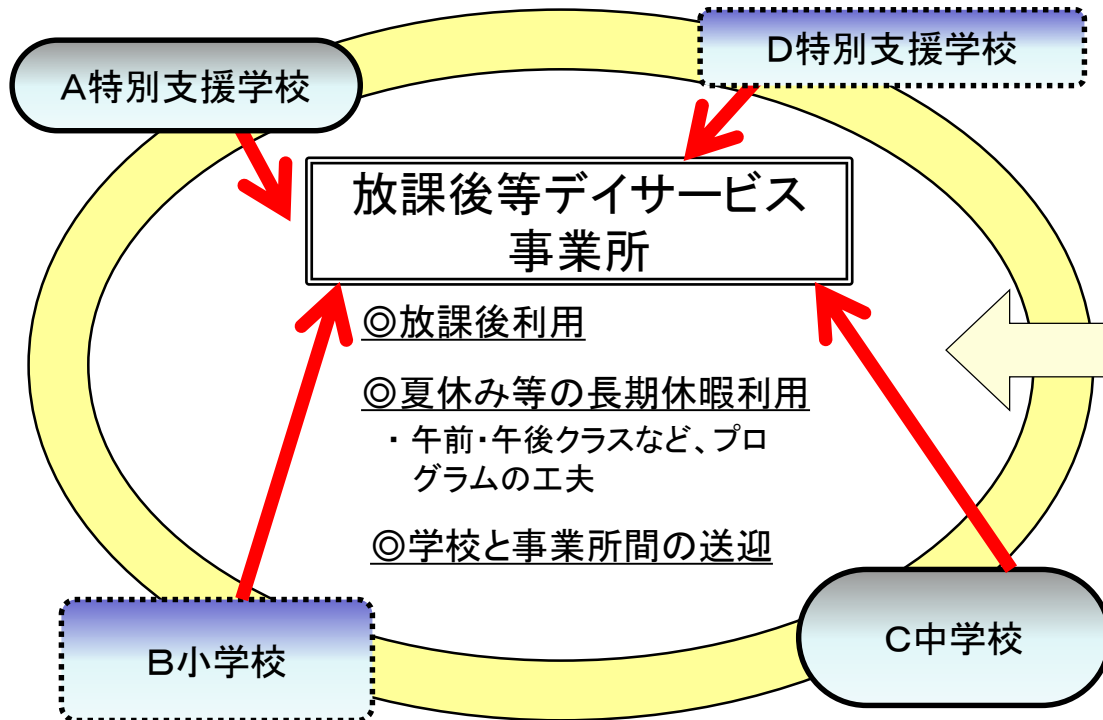 A特別支援学校
D特別支援学校
放課後等デイサービス
事業所
◎放課後利用
◎夏休み等の長期休暇利用
・ 午前・午後クラスなど、プロ
グラムの工夫
◎学校と事業所間の送迎
B小学校
C中学校